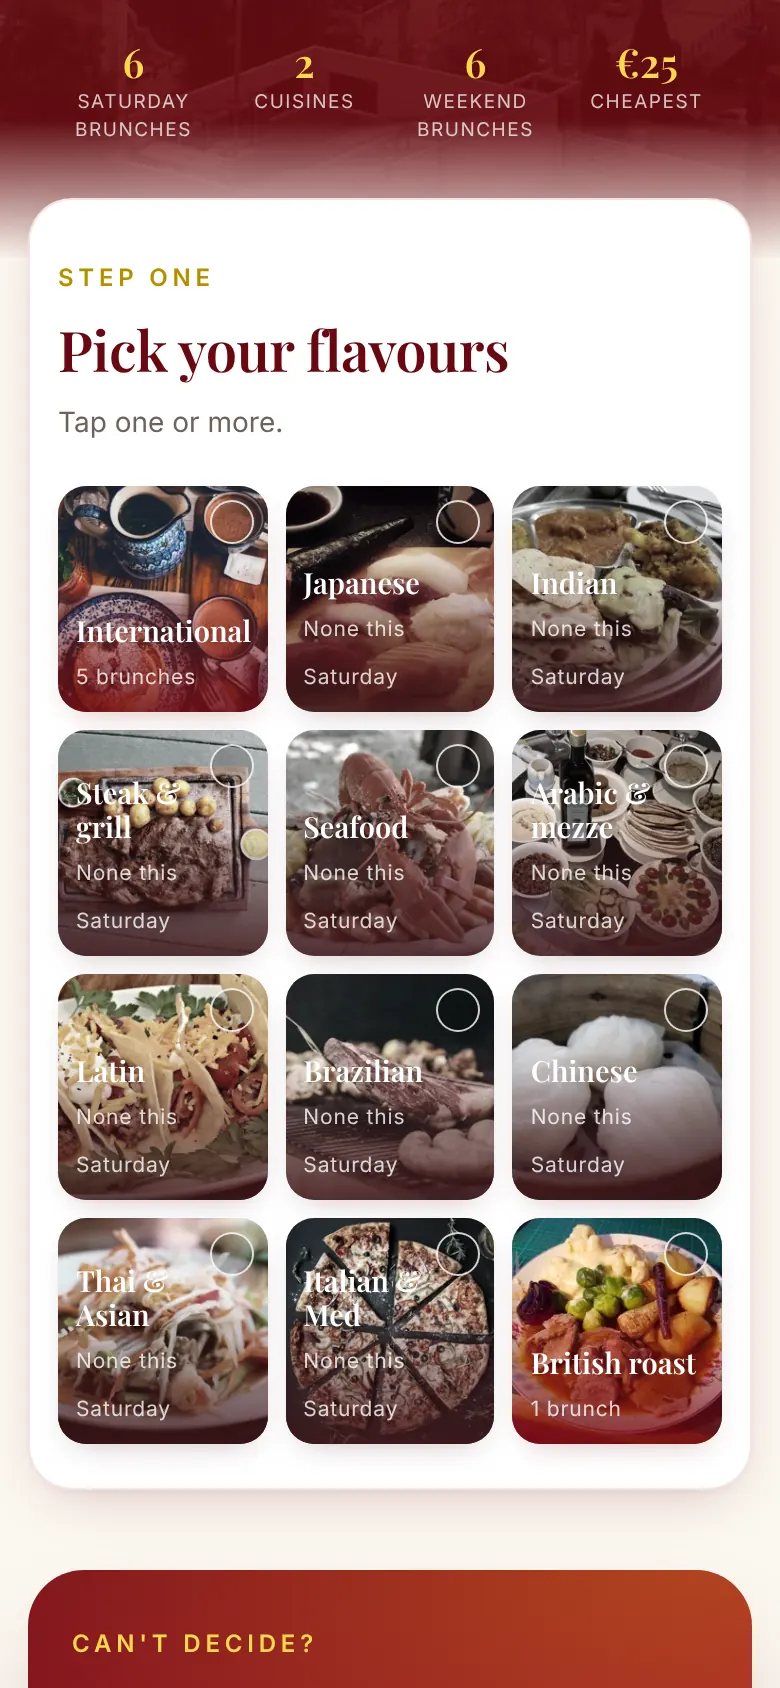 6
SATURDAY
BRUNCHES
2
CUISINES
6
WEEKEND
BRUNCHES
€25
CHEAPEST
STEP ONE
Pick your flavours
Tap one or more.
International
5 brunches
Japanese
None this
Saturday
Indian
None this
Saturday
Steak &
grill
None this
Saturday
Seafood
None this
Saturday
Arabic &
mezze
None this
Saturday
Latin
None this
Saturday
Brazilian
None this
Saturday
Chinese
None this
Saturday
Thai &
Asian
None this
Saturday
Italian &
Med
None this
Saturday
British roast
1 brunch
CAN'T DECIDE?